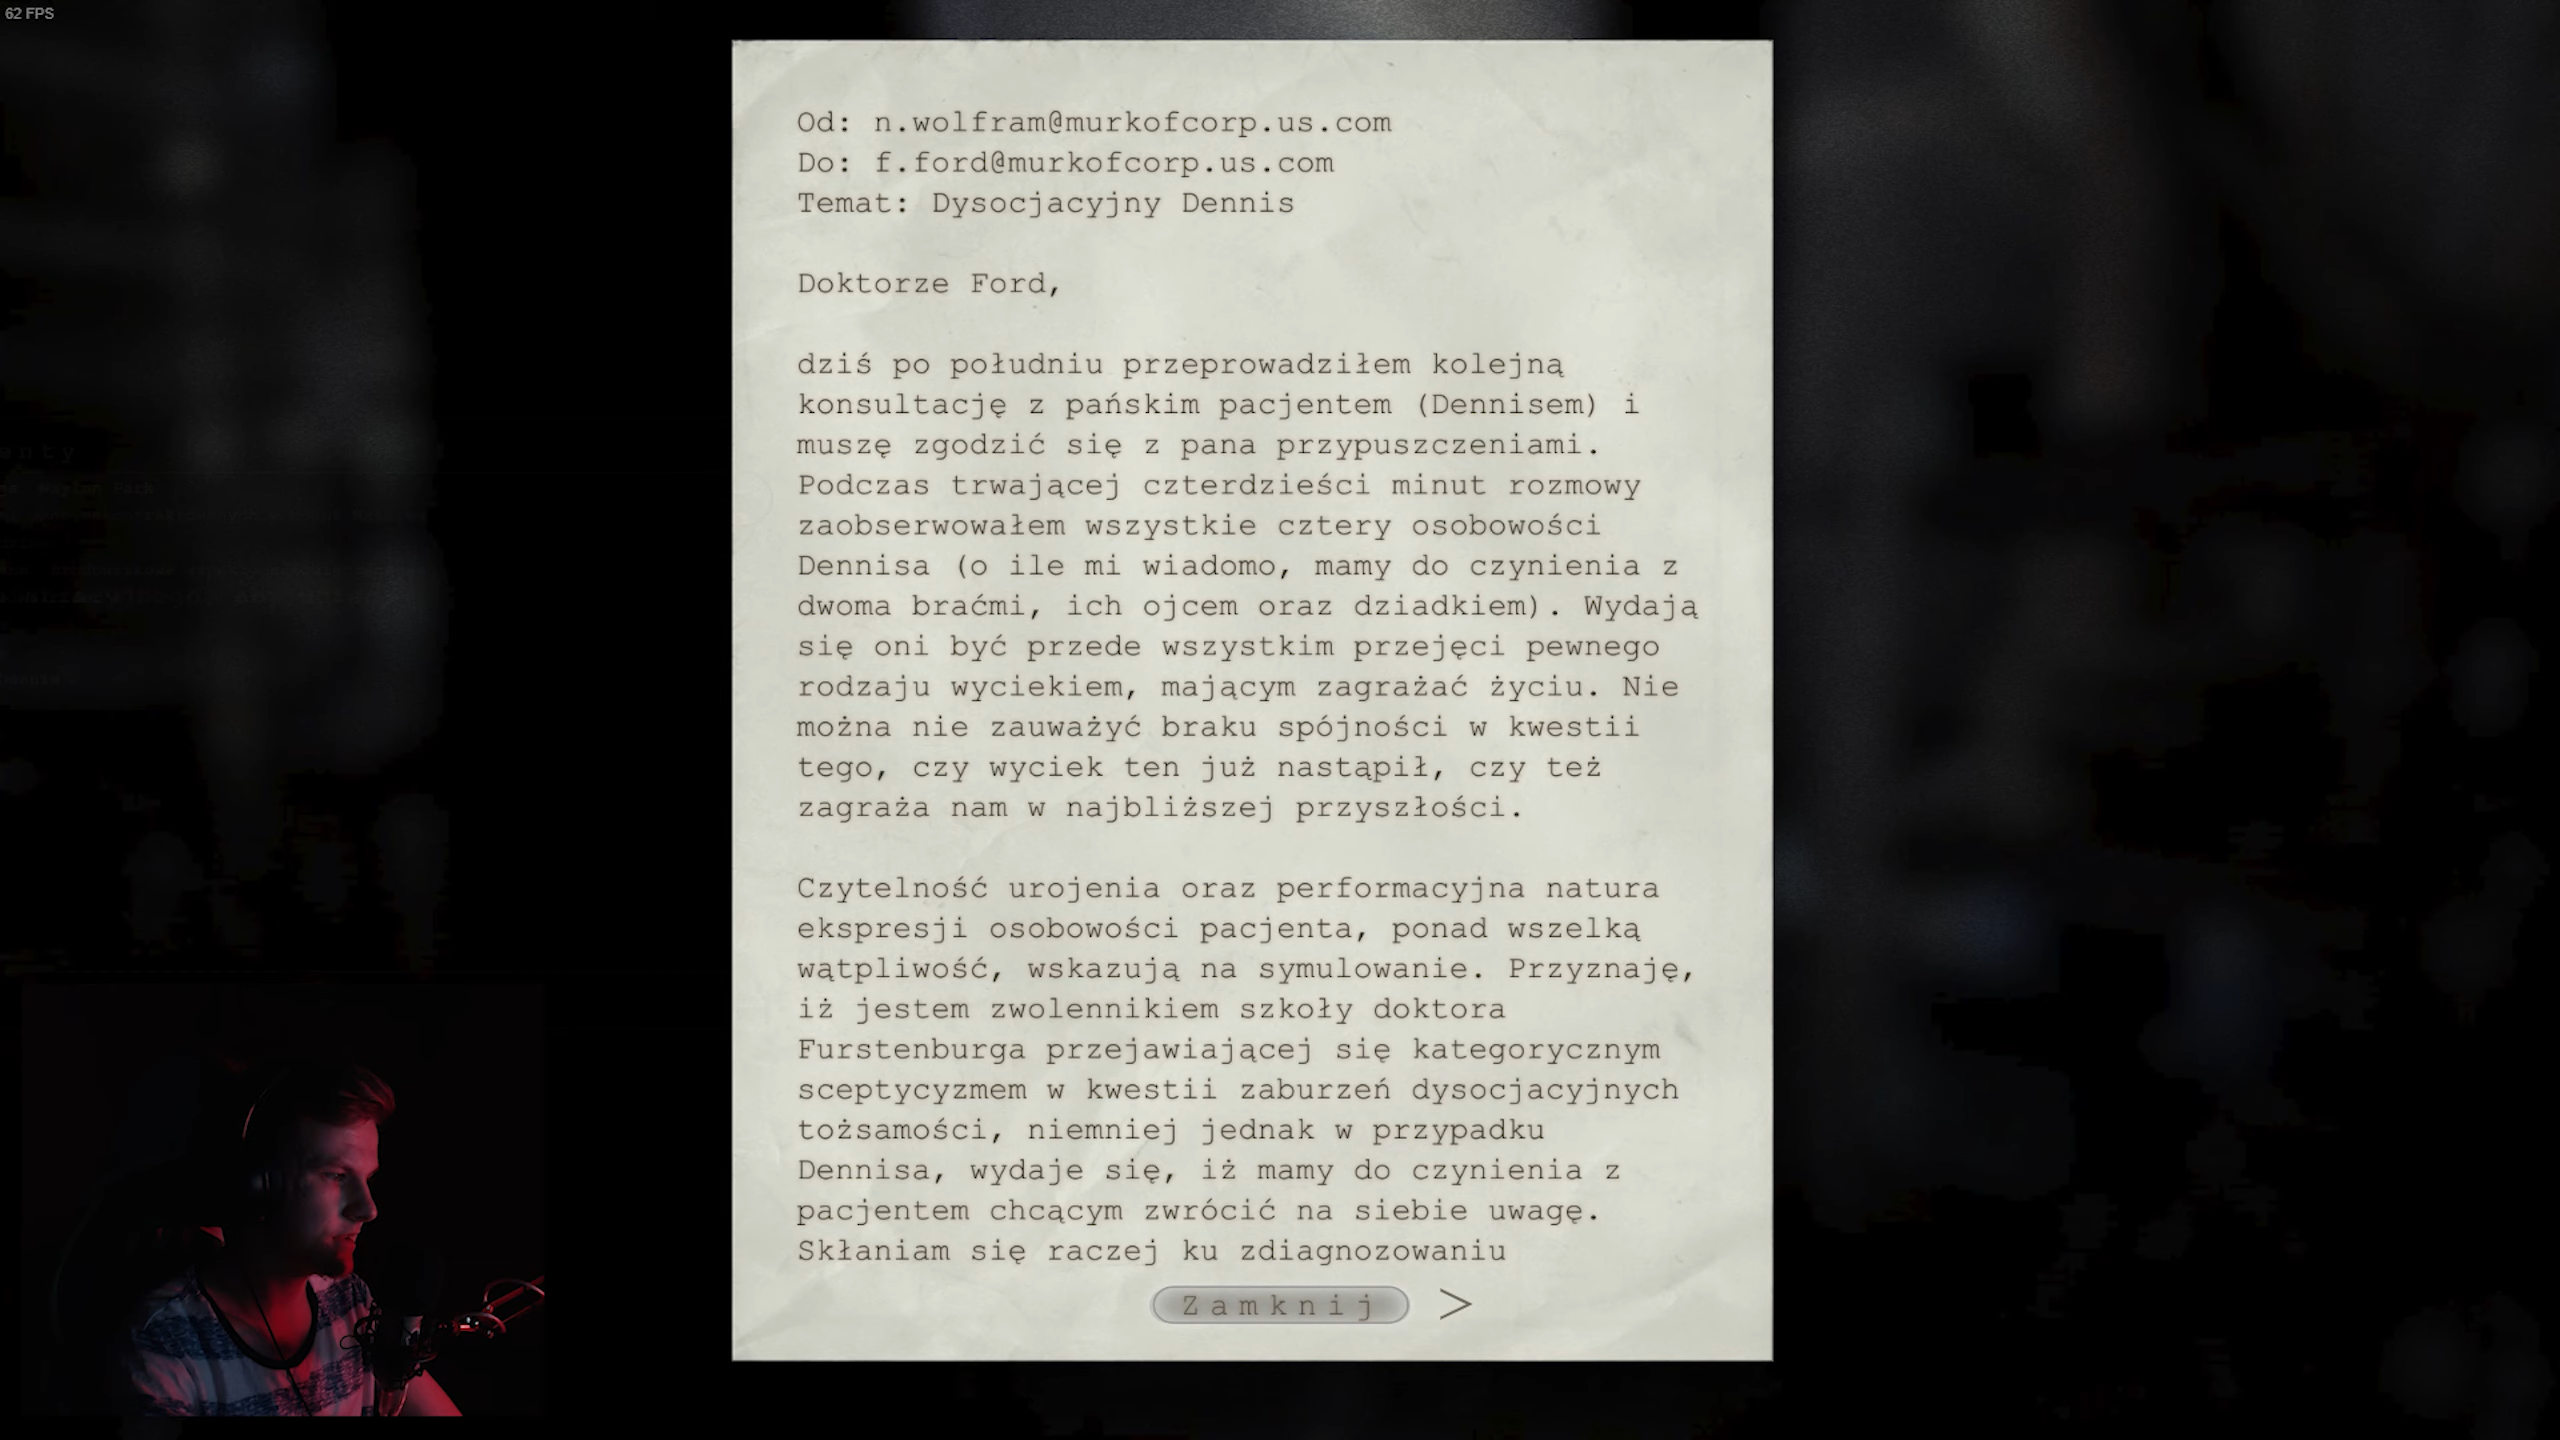 62 FPS
Od: n.wolfram@murkofcorp.us.com
Do: f.ford@murkofcorp.us.com
Temat: Dysocjacyjny Dennis
Doktorze Ford,
dziś po południu przeprowadziłem kolejną
konsultację z pańskim pacjentem (Dennisem) i
muszę zgodzić się z pana przypuszczeniami.
Podczas trwającej czterdzieści minut rozmowy
zaobserwowałem wszystkie cztery osobowości
Dennisa (o ile mi wiadomo, mamy do czynienia z
dwoma braćmi, ich ojcem oraz dziadkiem). Wydają
się oni być przede wszystkim przejęci pewnego
rodzaju wyciekiem, mającym zagrażać życiu. Nie
można nie zauważyć braku spójności w kwestii
tego, czy wyciek ten już nastąpił, czy też
zagraża nam w najbliższej przyszłości.
Czytelność urojenia oraz performacyjna natura
ekspresji osobowości pacjenta, ponad wszelką
wątpliwość, wskazują na symulowanie. Przyznaję,
iż jestem zwolennikiem szkoły doktora
Furstenburga przejawiającej się kategorycznym
sceptycyzmem w kwestii zaburzeń dysocjacyjnych
tożsamości, niemniej jednak w przypadku
Dennisa, wydaje się, iż mamy do czynienia z
pacjentem chcącym zwrócić na siebie uwagę.
Skłaniam się raczej ku zdiagnozowaniu
Zamknij >